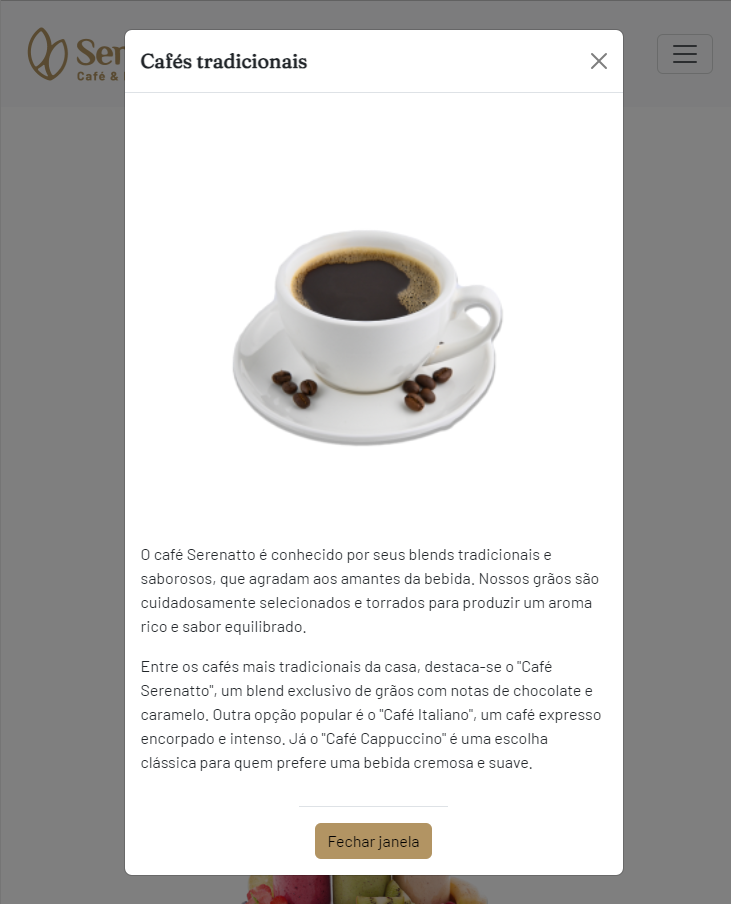 Cafés tradicionais
O café Serenatto é conhecido por seus blends tradicionais e
saborosos, que agradam aos amantes da bebida. Nossos grãos são
cuidadosamente selecionados e torrados para produzir um aroma
rico e sabor equilibrado.
Entre os cafés mais tradicionais da casa, destaca-se o "Café
Serenatto", um blend exclusivo de grãos com notas de chocolate e
caramelo. Outra opção popular é o "Café Italiano", um café expresso
encorpado e intenso. Já o "Café Cappuccino" é uma escolha
clássica para quem prefere uma bebida cremosa e suave.
Fechar janela
Café &